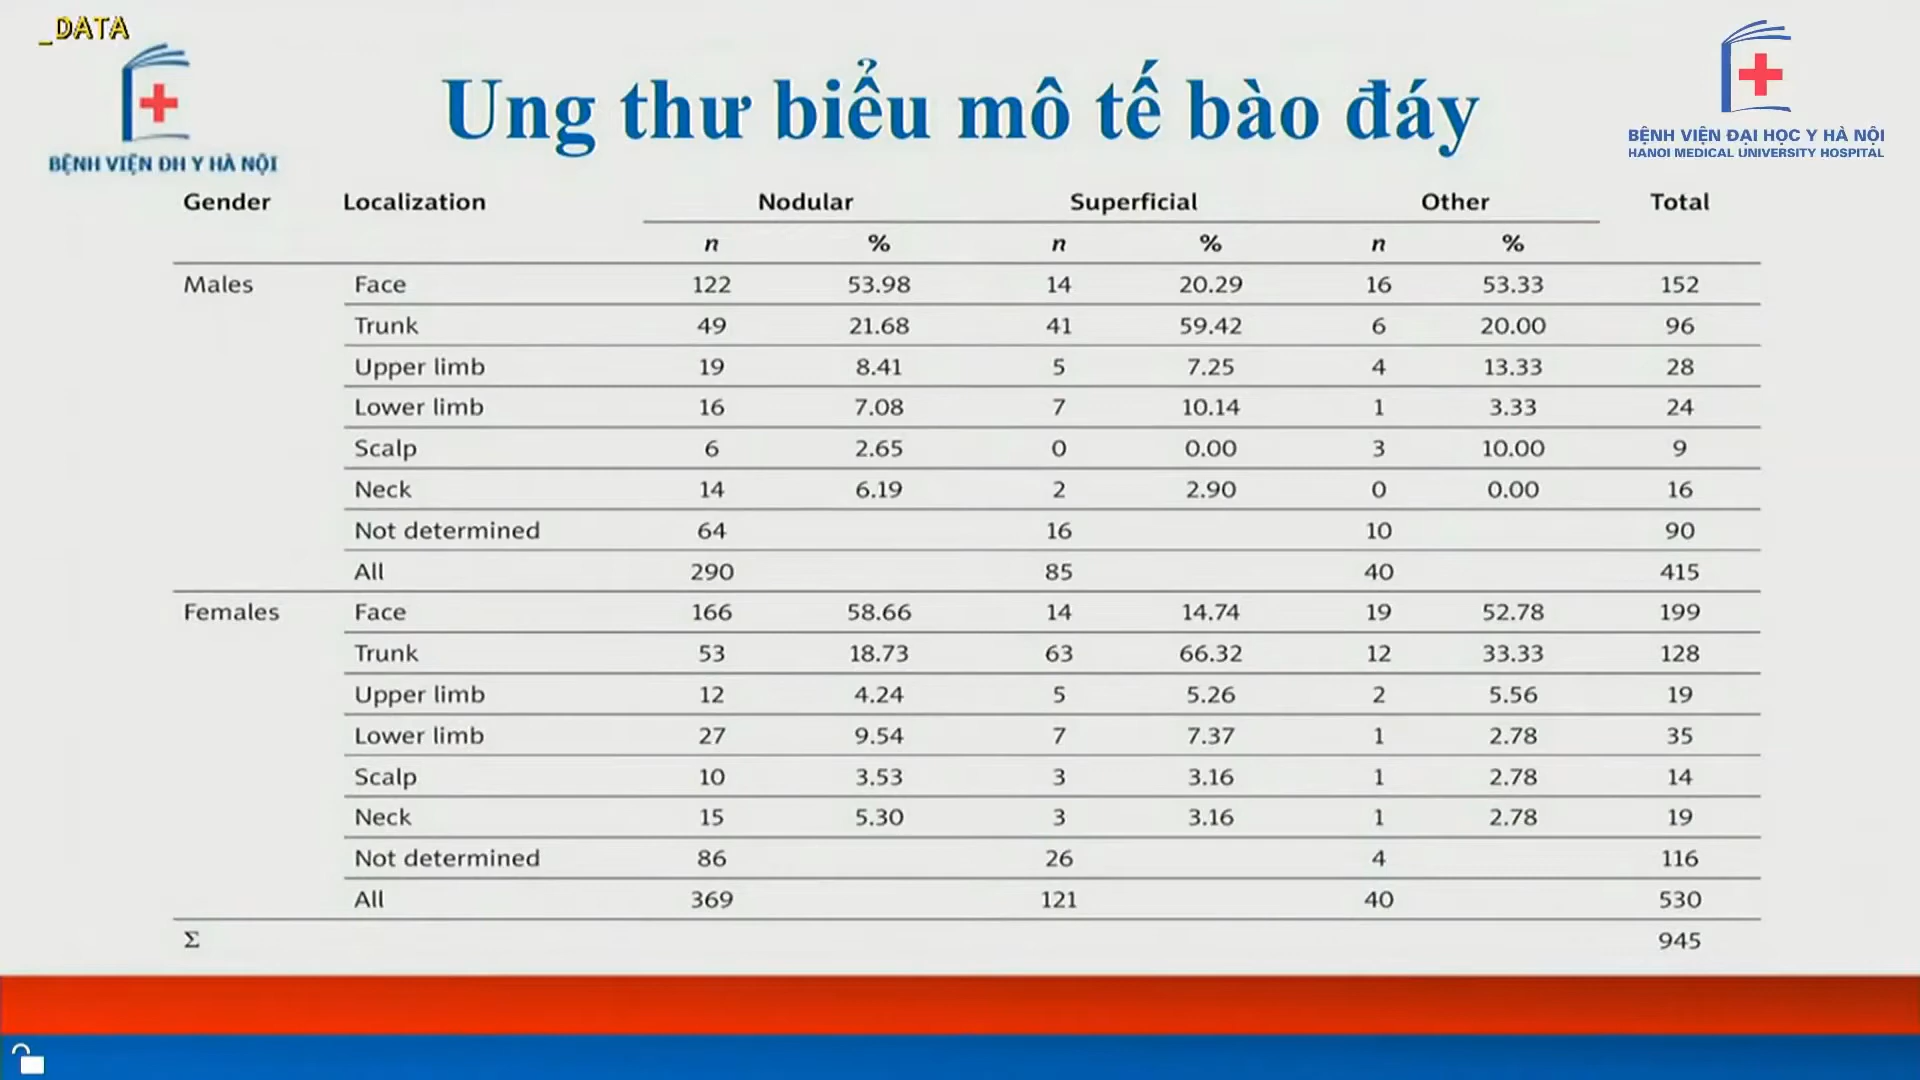 _DATA
BỆNH VIỆN ĐH Y HÀ NỘI
Ung thư biểu mô tế bào đáy
BỆNH VIỆN ĐẠI HỌC Y HÀ NỘI
HANOI MEDICAL UNIVERSITY HOSPITAL
Gender Localization Nodular Superficial Other Total
n % n % n %
Males Face 122 53.98 14 20.29 16 53.33 152
Trunk 49 21.68 41 59.42 6 20.00 96
Upper limb 19 8.41 5 7.25 4 13.33 28
Lower limb 16 7.08 7 10.14 1 3.33 24
Scalp 6 2.65 0 0.00 3 10.00 9
Neck 14 6.19 2 2.90 0 0.00 16
Not determined 64 16 10 90
All 290 85 40 415
Females Face 166 58.66 14 14.74 19 52.78 199
Trunk 53 18.73 63 66.32 12 33.33 128
Upper limb 12 4.24 5 5.26 2 5.56 19
Lower limb 27 9.54 7 7.37 1 2.78 35
Scalp 10 3.53 3 3.16 1 2.78 14
Neck 15 5.30 3 3.16 1 2.78 19
Not determined 86 26 4 116
All 369 121 40 530
Σ 945